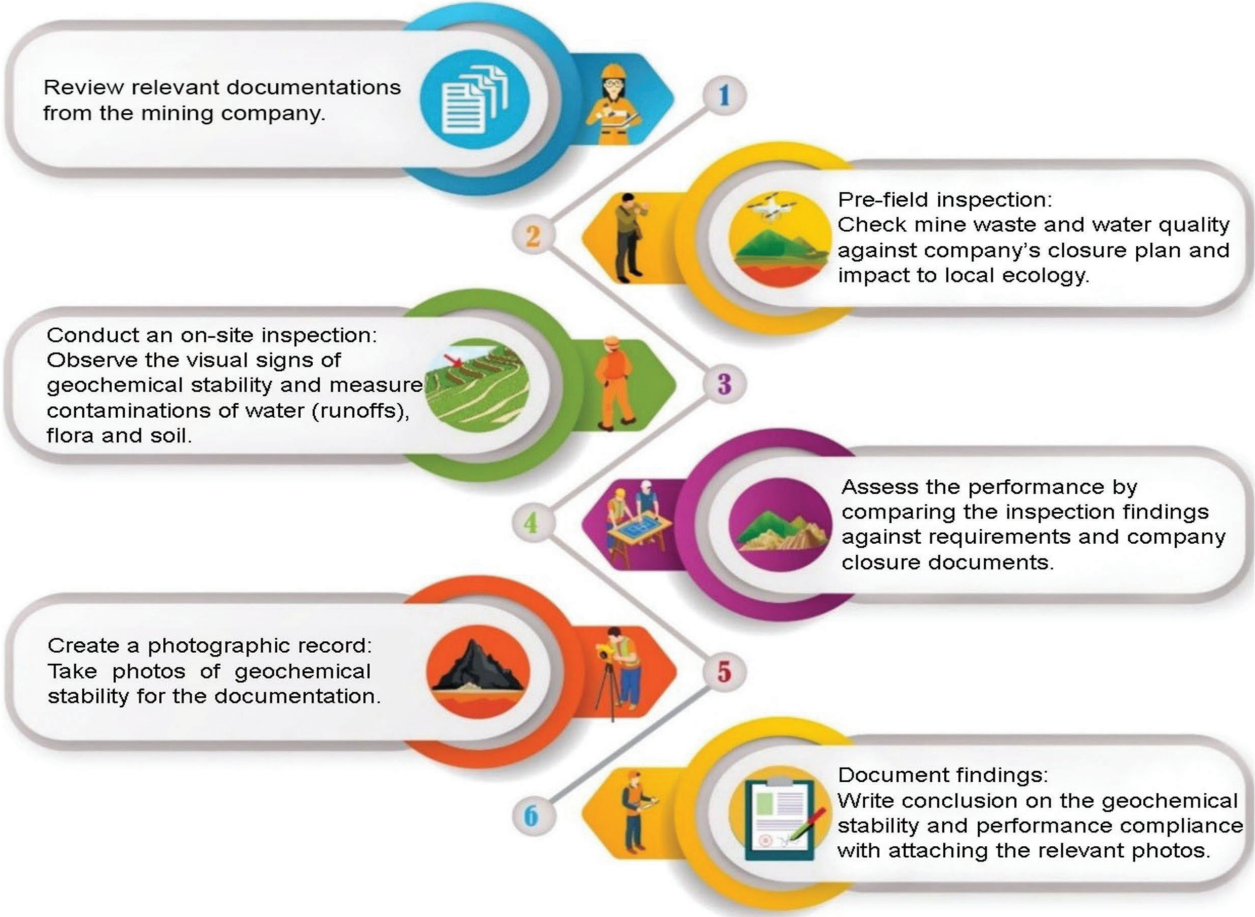 Review relevant documentations
from the mining company.
1
2
Pre-field inspection:
Check mine waste and water quality
against company's closure plan and
impact to local ecology.
Conduct an on-site inspection:
Observe the visual signs of
geochemical stability and measure
contaminations of water (runoffs),
flora and soil.
3
4
Assess the performance by
comparing the inspection findings
against requirements and company
closure documents.
Create a photographic record:
Take photos of geochemical
stability for the documentation.
5
6
Document findings:
Write conclusion on the geochemical
stability and performance compliance
with attaching the relevant photos.